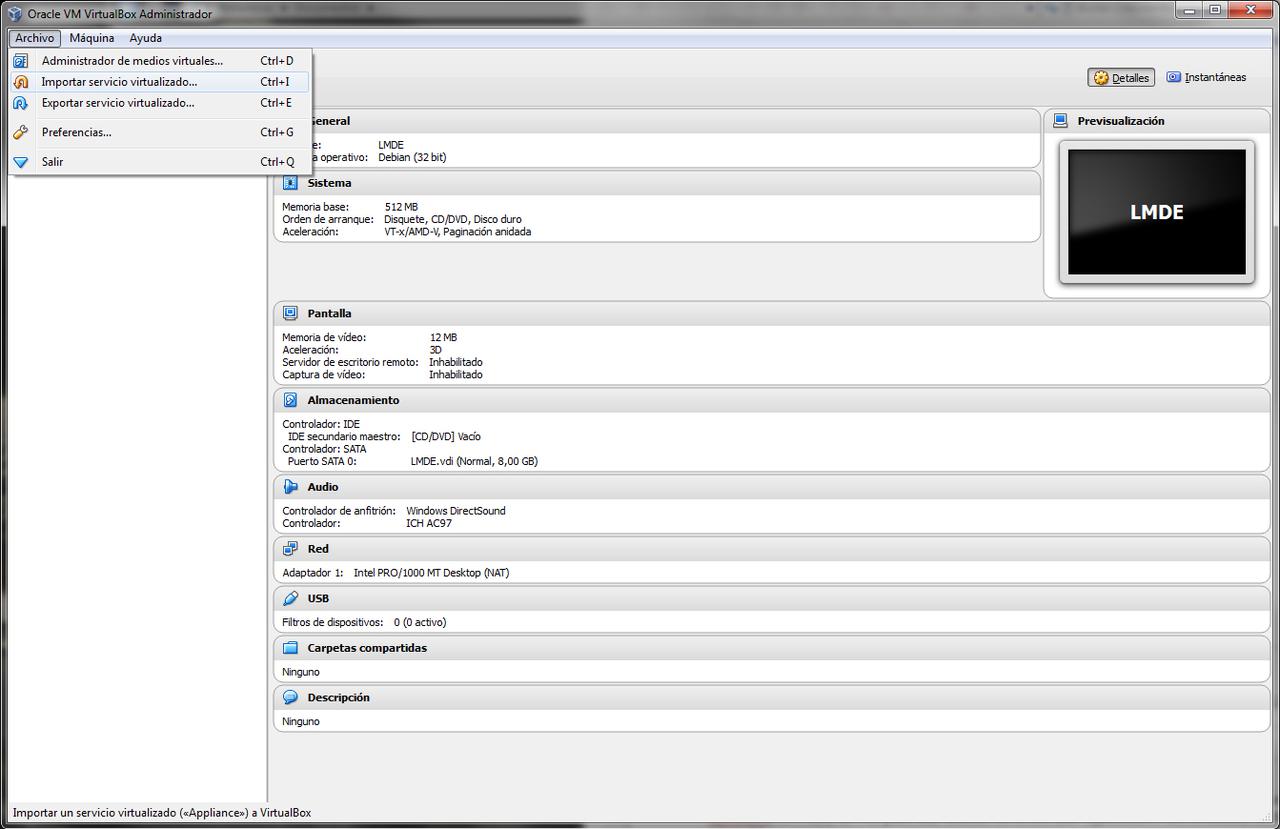 Oracle VM VirtualBox Administrador
Archivo Máquina Ayuda
Administrador de medios virtuales... Ctrl+D
Importar servicio virtualizado... Ctrl+I
Exportar servicio virtualizado... Ctrl+E
Preferencias... Ctrl+G
Salir Ctrl+Q
Detalles Instantáneas
General
LMDE
operativo: Debian (32 bit)
Sistema
Memoria base: 512 MB
Orden de arranque: Disquete, CD/DVD, Disco duro
Aceleración: VT-x/AMD-V, Paginación anidada
Previsualización
LMDE
Pantalla
Memoria de vídeo: 12 MB
Aceleración: 3D
Servidor de escritorio remoto: Inhabilitado
Captura de vídeo: Inhabilitado
Almacenamiento
Controlador: IDE
IDE secundario maestro: [CD/DVD] Vacío
Controlador: SATA
Puerto SATA 0: LMDE.vdi (Normal, 8,00 GB)
Audio
Controlador de anfitrión: Windows DirectSound
Controlador: ICH AC97
Red
Adaptador 1: Intel PRO/1000 MT Desktop (NAT)
USB
Filtros de dispositivos: 0 (0 activo)
Carpetas compartidas
Ninguno
Descripción
Ninguno
Importar un servicio virtualizado («Appliance») a VirtualBox